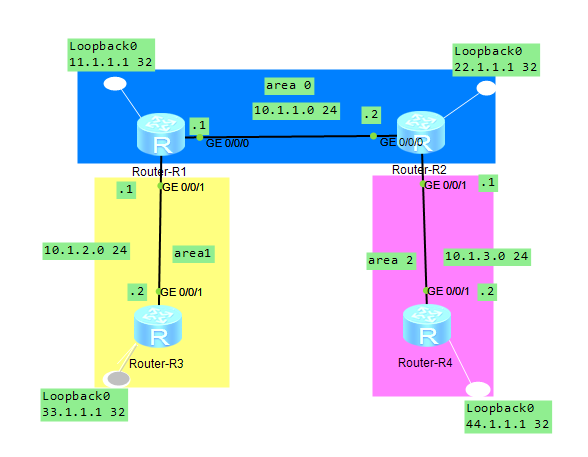 Loopback0
11.1.1.1 32
Loopback0
22.1.1.1 32
area 0
10.1.1.0 24
.1
.2
GE 0/0/0
GE 0/0/0
R
R
Router-R1
Router-R2
.1
GE 0/0/1
GE 0/0/1
.1
10.1.2.0 24
area1
area 2
10.1.3.0 24
.2
GE 0/0/1
GE 0/0/1
.2
R
R
Router-R3
Router-R4
Loopback0
33.1.1.1 32
Loopback0
44.1.1.1 32